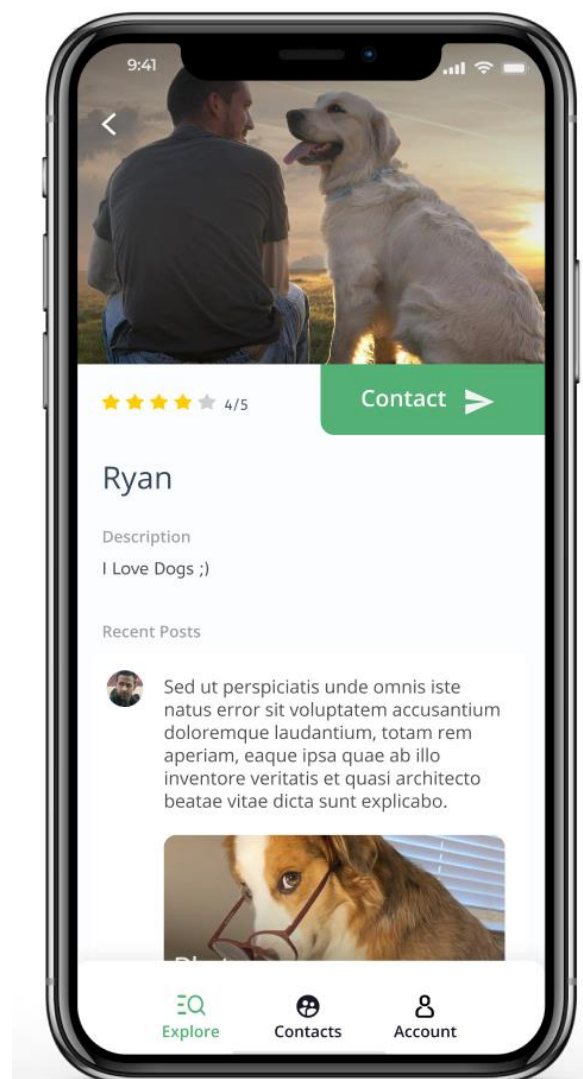 9:41
4/5
Contact
Ryan
Description
I Love Dogs ;)
Recent Posts
Sed ut perspiciatis unde omnis iste
natus error sit voluptatem accusantium
doloremque laudantium, totam rem
aperiam, eaque ipsa quae ab illo
inventore veritatis et quasi architecto
beatae vitae dicta sunt explicabo.
Explore
Contacts
Account